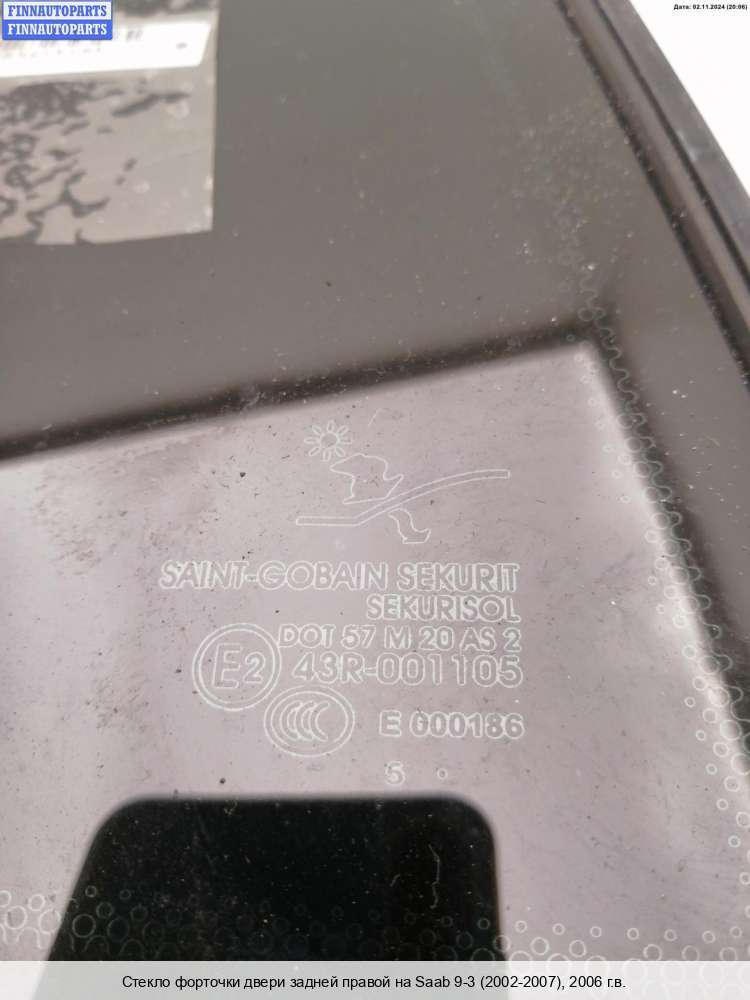 FINNAUTOPARTS
FINNAUTOPARTS
Дата: 02.11.2024 (20:06)
SAINT-GOBAIN SEKURIT
SEKURISOL
DOT 57 M 20 AS 2
E2 43R-001105
CCC E 000186
5
Стекло форточки двери задней правой на Saab 9-3 (2002-2007), 2006 г.в.